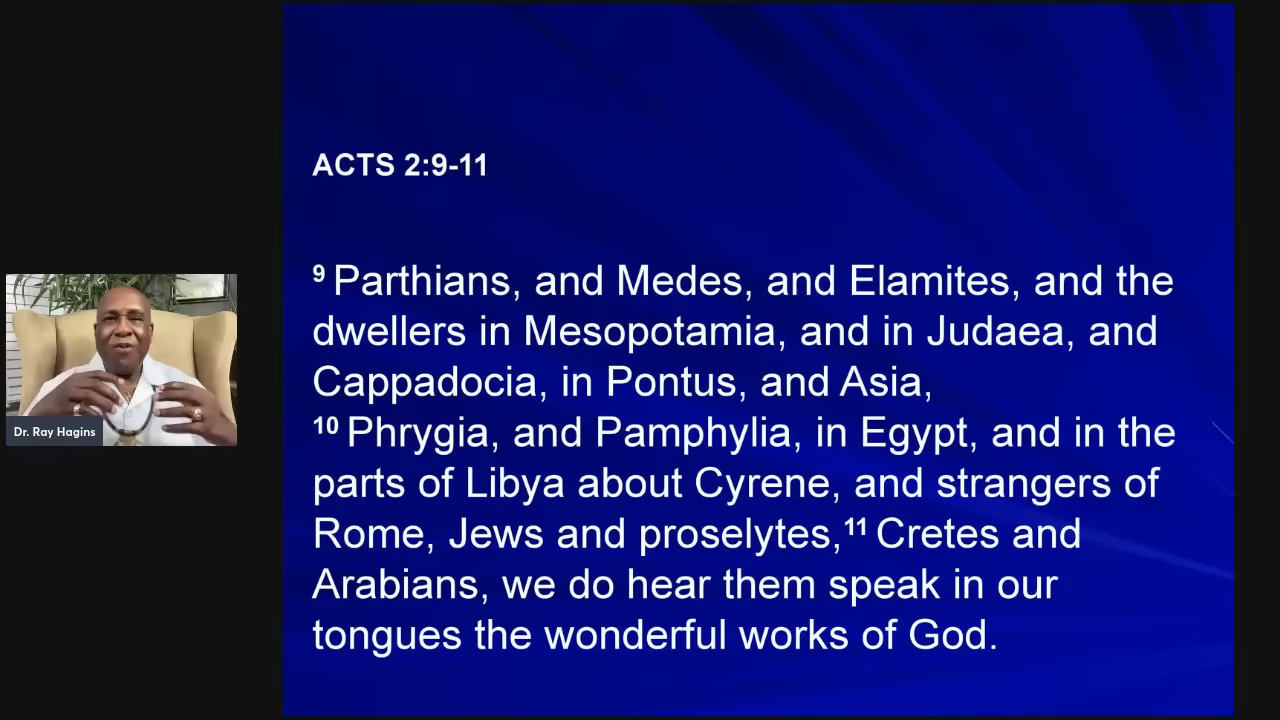 ACTS 2:9-11
9 Parthians, and Medes, and Elamites, and the
dwellers in Mesopotamia, and in Judaea, and
Cappadocia, in Pontus, and Asia,
10 Phrygia, and Pamphylia, in Egypt, and in the
parts of Libya about Cyrene, and strangers of
Rome, Jews and proselytes,11 Cretes and
Arabians, we do hear them speak in our
tongues the wonderful works of God.
Dr. Ray Hagins